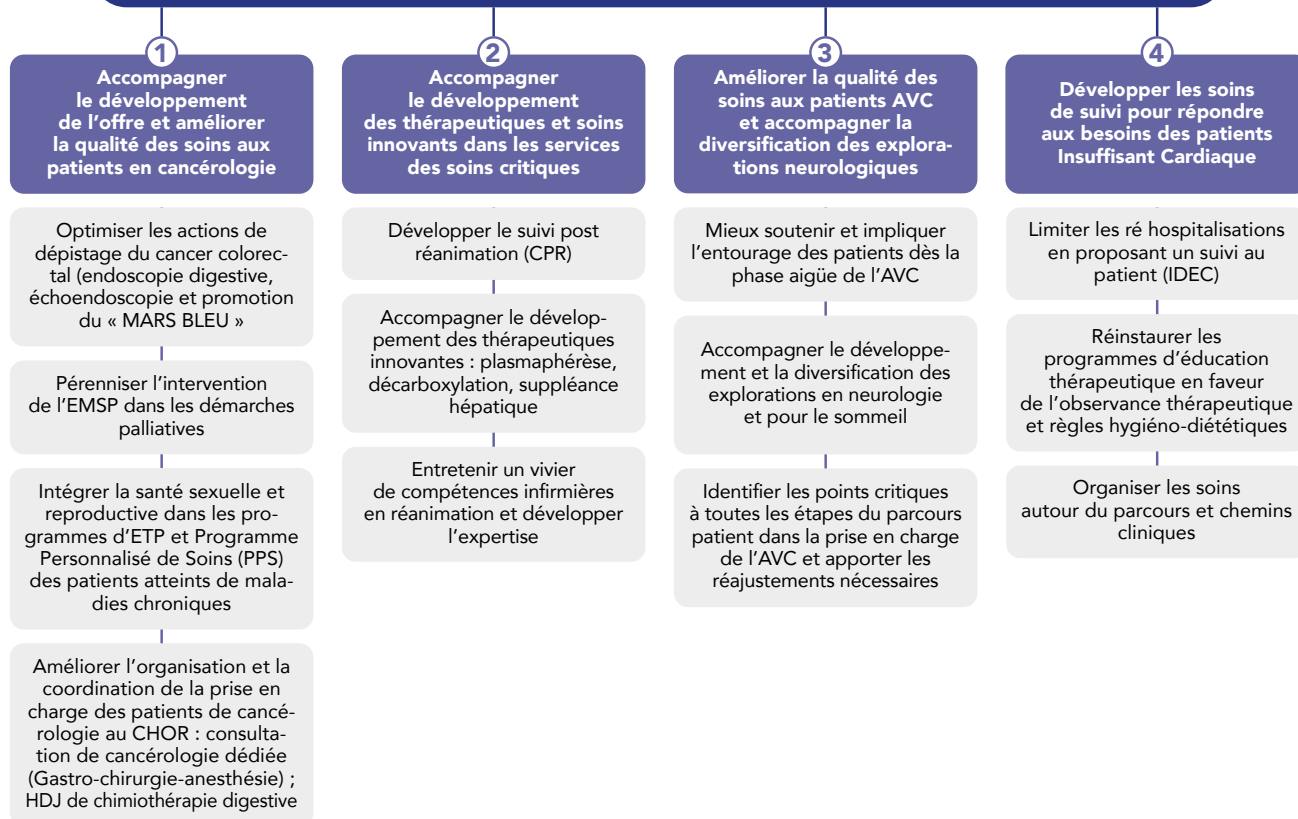 1
Accompagner
le développement
de l'offre et améliorer
la qualité des soins aux
patients en cancérologie
Optimiser les actions de
dépistage du cancer colorec-
tal (endoscopie digestive,
échoendoscopie et promotion
du « MARS BLEU »
Pérenniser l'intervention
de l'EMSP dans les démarches
palliatives
Intégrer la santé sexuelle et
reproductive dans les pro-
grammes d'ETP et Programme
Personnalisé de Soins (PPS)
des patients atteints de mala-
dies chroniques
Améliorer l'organisation et la
coordination de la prise en
charge des patients de cancé-
rologie au CHOR : consulta-
tion de cancérologie dédiée
(Gastro-chirurgie-anesthésie) ;
HDJ de chimiothérapie digestive
2
Accompagner
le développement
des thérapeutiques et soins
innovants dans les services
des soins critiques
Développer le suivi post
réanimation (CPR)
Accompagner le dévelop-
pement des thérapeutiques
innovantes : plasmaphérèse,
décarboxylation, suppléance
hépatique
Entretenir un vivier
de compétences infirmières
en réanimation et développer
l'expertise
3
Améliorer la qualité des
soins aux patients AVC
et accompagner la
diversification des explora-
tions neurologiques
Mieux soutenir et impliquer
l'entourage des patients dès la
phase aigüe de l'AVC
Accompagner le développe-
ment et la diversification des
explorations en neurologie
et pour le sommeil
Identifier les points critiques
à toutes les étapes du parcours
patient dans la prise en charge
de l'AVC et apporter les
réajustements nécessaires
4
Développer les soins
de suivi pour répondre
aux besoins des patients
Insuffisant Cardiaque
Limiter les ré hospitalisations
en proposant un suivi au
patient (IDEC)
Réinstaurer les
programmes d'éducation
thérapeutique en faveur
de l'observance thérapeutique
et règles hygiéno-diététiques
Organiser les soins
autour du parcours et chemins
cliniques